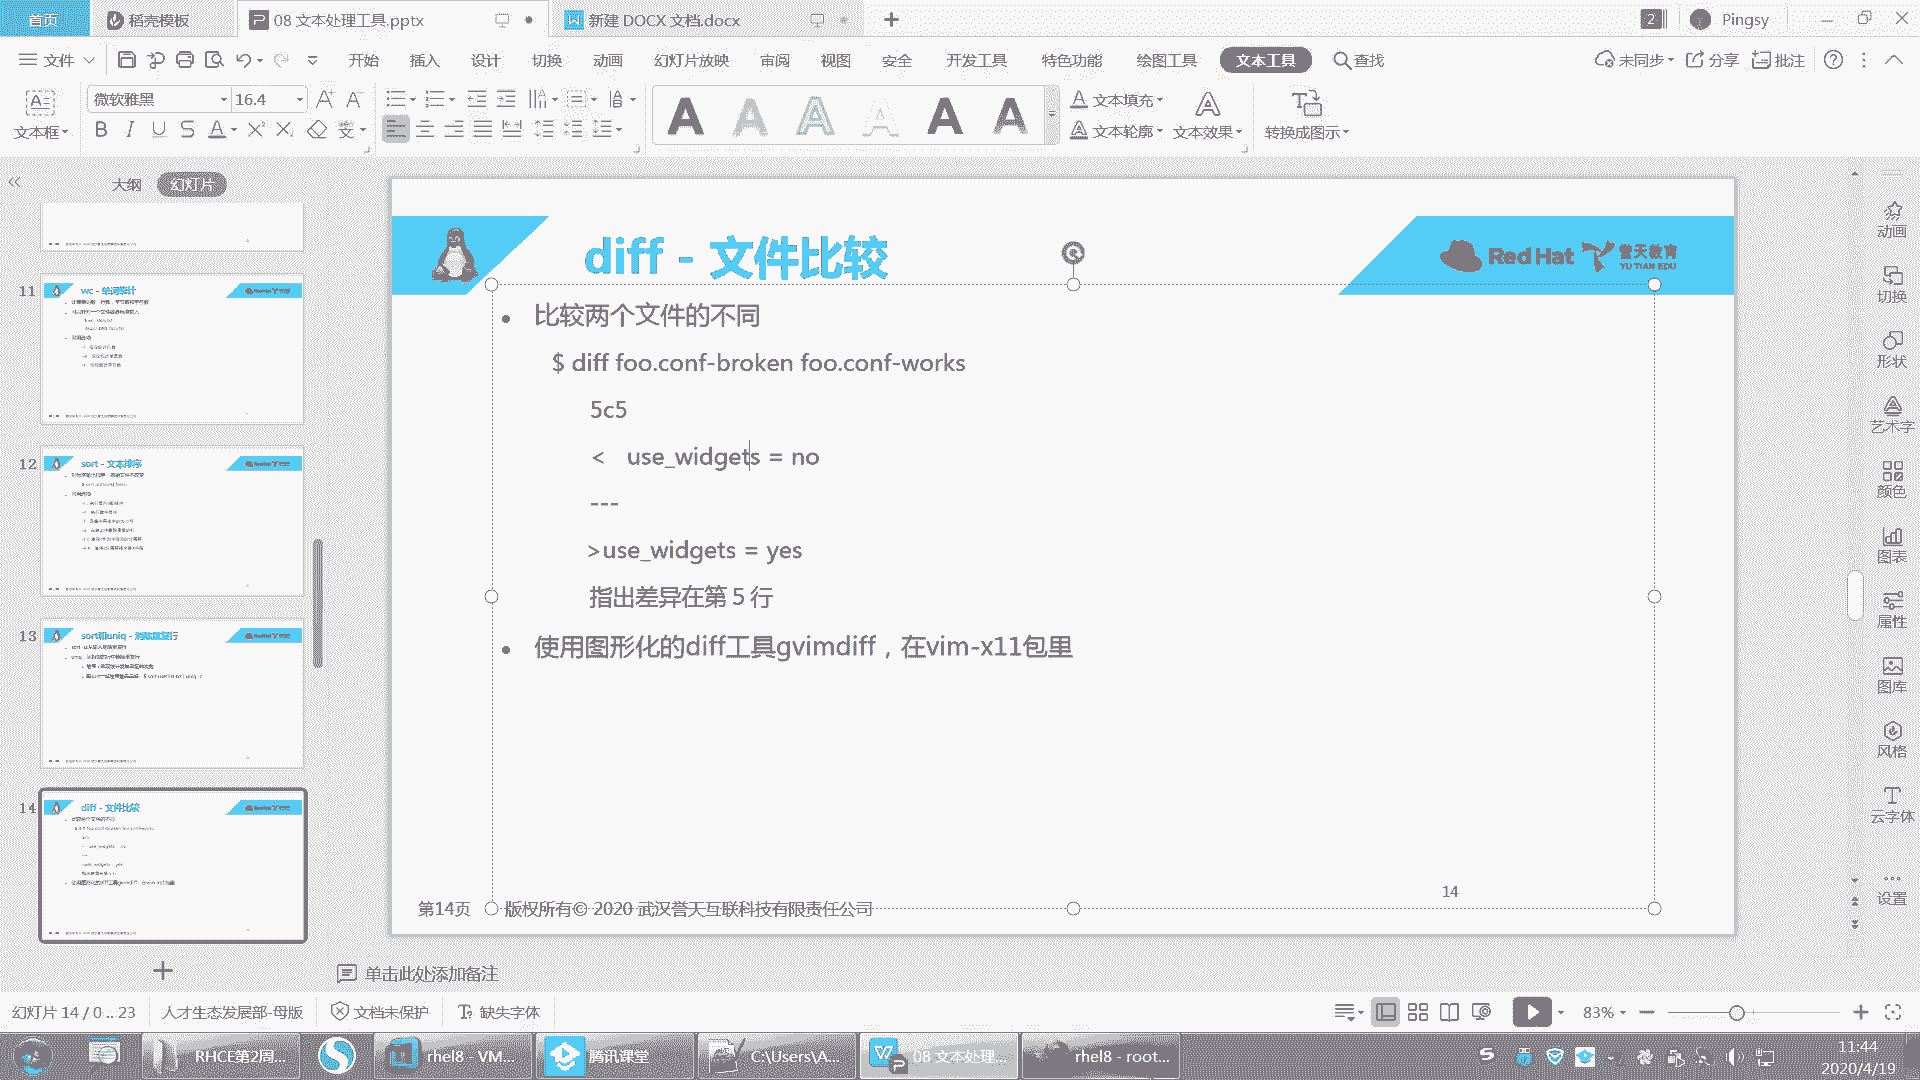 首页
稻壳模板
08 文本处理工具.pptx
新建 DOCX 文档.docx
2
Pingsy
文件
开始
插入
设计
切换
动画
幻灯片放映
审阅
视图
安全
开发工具
特色功能
绘图工具
文本工具
查找
未同步
分享
批注
文本框
微软雅黑
16.4
文本填充
文本轮廓
文本效果
转换成图示
大纲
幻灯片
11
wc - 单词统计
12
sort - 文本排序
13
sort和uniq - 消除重复行
14
diff - 文件比较
diff - 文件比较
Red Hat
誉天教育
YU TIAN EDU
• 比较两个文件的不同
$ diff foo.conf-broken foo.conf-works
5c5
< use_widgets = no
---
>use_widgets = yes
指出差异在第 5 行
• 使用图形化的diff工具gvimdiff，在vim-x11包里
14
第14页
版权所有© 2020 武汉誉天互联科技有限责任公司
动画
切换
形状
艺术字
颜色
图表
属性
图库
风格
云字体
设置
单击此处添加备注
幻灯片 14 / 0 .. 23
人才生态发展部-母版
文档未保护
缺失字体
83%
RHCE第2周...
rhel8 - VM...
腾讯课堂
C:\Users\A...
08 文本处理...
rhel8 - root...
11:44
2020/4/19